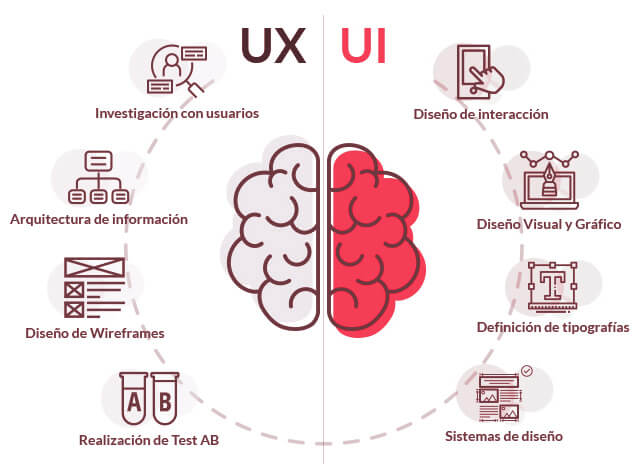 UX
UI
Investigación con usuarios
Arquitectura de información
Diseño de Wireframes
A B
Realización de Test AB
Diseño de interacción
Diseño Visual y Gráfico
T
Definición de tipografías
Sistemas de diseño